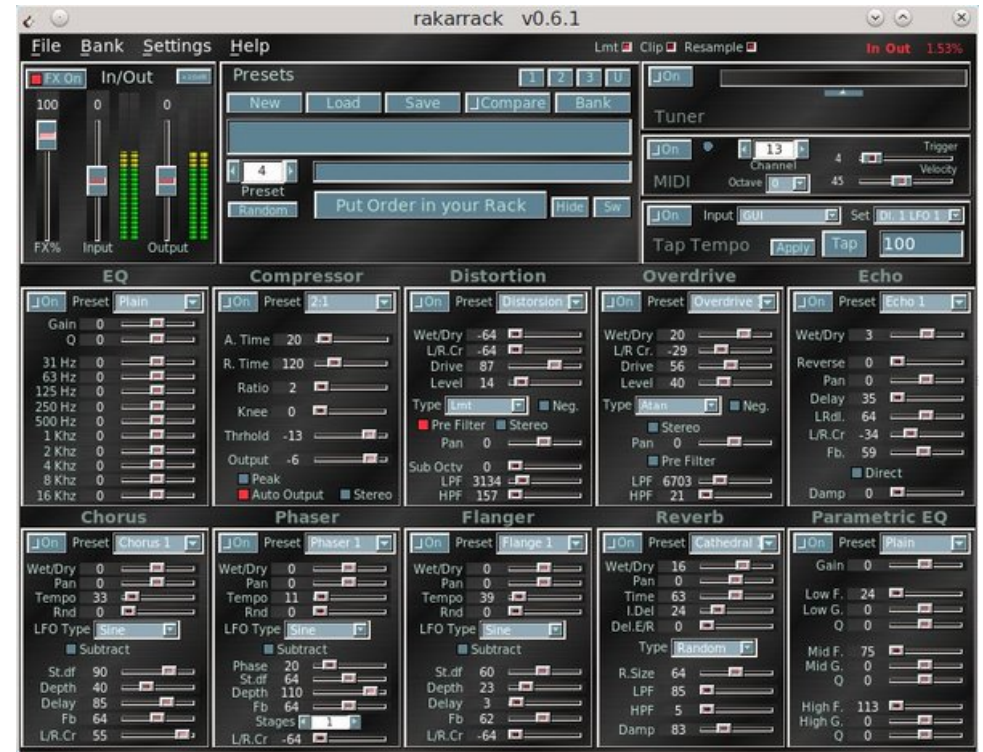 rakarrack v0.6.1
File Bank Settings Help
Lmt Clip Resample
In Out 1.53%
FX On In/Out
100 0 0
FX% Input Output
Presets 1 2 3 U
New Load Save Compare Bank
4
Preset
Random Put Order in your Rack Hide Sw
On
Tuner
On 13 4 Trigger
Channel
MIDI Octave 0 45 Velocity
On Input GUI Set Dl. 1 LFO 1
Tap Tempo Apply Tap 100
EQ
On Preset Plain
Gain 0
Q 0
31 Hz 0
63 Hz 0
125 Hz 0
250 Hz 0
500 Hz 0
1 Khz 0
2 Khz 0
4 Khz 0
8 Khz 0
16 Khz 0
Compressor
On Preset 2:1
A. Time 20
R. Time 120
Ratio 2
Knee 0
Thrhold -13
Output -6
Peak
Auto Output Stereo
Distortion
On Preset Distorsion
Wet/Dry -64
L/R.Cr -64
Drive 87
Level 14
Type Lmt Neg.
Pre Filter Stereo
Pan 0
Sub Octv 0
LPF 3134
HPF 157
Overdrive
On Preset Overdrive 1
Wet/Dry 20
L/R Cr. -29
Drive 56
Level 40
Type Atan Neg.
Stereo
Pan 0
Pre Filter
LPF 6703
HPF 21
Echo
On Preset Echo 1
Wet/Dry 3
Reverse 0
Pan 0
Delay 35
LRdl. 64
L/R.Cr -34
Fb. 59
Direct
Damp 0
Chorus
On Preset Chorus 1
Wet/Dry 0
Pan 0
Tempo 33
Rnd 0
LFO Type Sine
Subtract
St.df 90
Depth 40
Delay 85
Fb 64
L/R.Cr 55
Phaser
On Preset Phaser 1
Wet/Dry 0
Pan 0
Tempo 11
Rnd 0
LFO Type Sine
Subtract
Phase 20
St.df 64
Depth 110
Fb 64
Stages 1
L/R.Cr -64
Flanger
On Preset Flange 1
Wet/Dry 0
Pan 0
Tempo 39
Rnd 0
LFO Type Sine
Subtract
St.df 60
Depth 23
Delay 3
Fb 62
L/R.Cr -64
Reverb
On Preset Cathedral 1
Wet/Dry 16
Pan 0
Time 63
I.Del 24
Del.E/R 0
Type Random
R.Size 64
LPF 85
HPF 5
Damp 83
Parametric EQ
On Preset Plain
Gain 0
Low F. 24
Low G. 0
Q 0
Mid F. 75
Mid G. 0
Q 0
High F. 113
High G. 0
Q 0